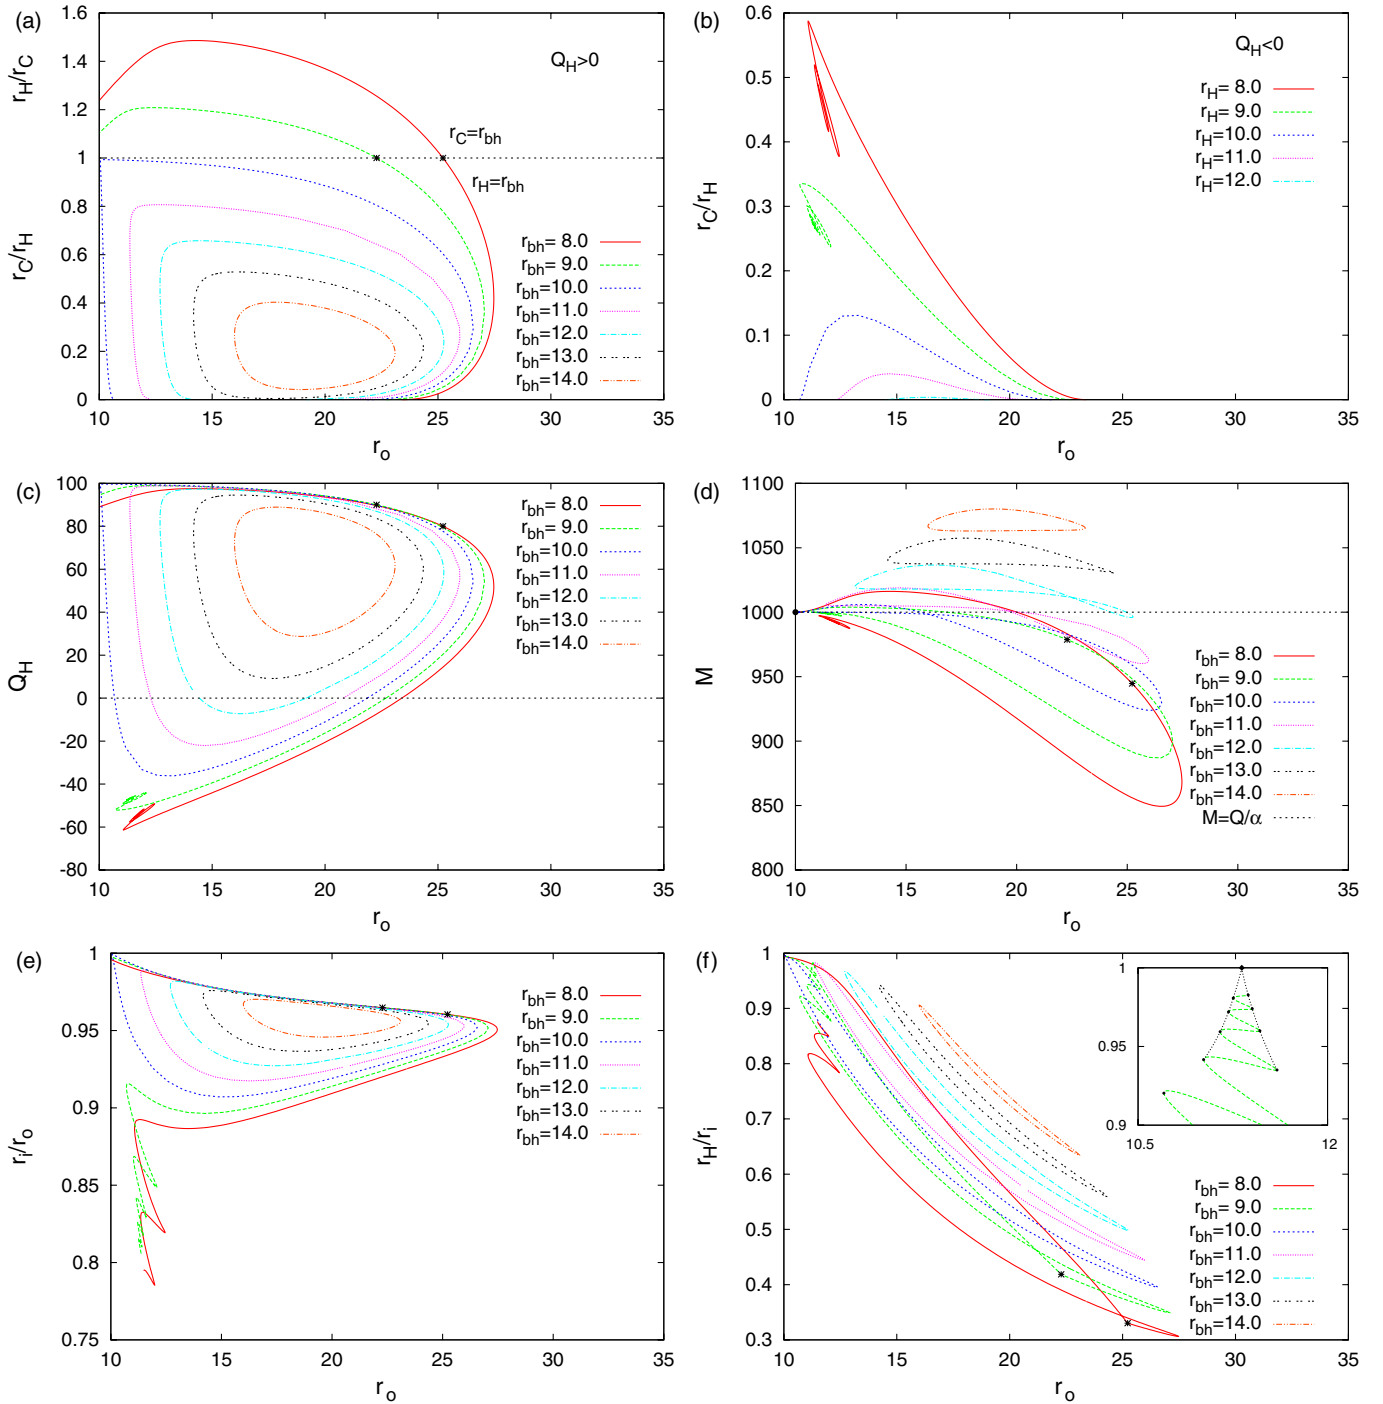 (a)
r_H/r_C
r_C/r_H
1.6
1.4
1.2
1
0.8
0.6
0.4
0.2
0
Q_H>0
r_C=r_bh
r_H=r_bh
r_bh= 8.0
r_bh= 9.0
r_bh=10.0
r_bh=11.0
r_bh=12.0
r_bh=13.0
r_bh=14.0
10 15 20 25 30 35
r_o
(b)
r_C/r_H
0.6
0.5
0.4
0.3
0.2
0.1
0
Q_H<0
r_H= 8.0
r_H= 9.0
r_H=10.0
r_H=11.0
r_H=12.0
10 15 20 25 30 35
r_o
(c)
Q_H
100
80
60
40
20
0
-20
-40
-60
-80
r_bh= 8.0
r_bh= 9.0
r_bh=10.0
r_bh=11.0
r_bh=12.0
r_bh=13.0
r_bh=14.0
10 15 20 25 30 35
r_o
(d)
M
1100
1050
1000
950
900
850
800
r_bh= 8.0
r_bh= 9.0
r_bh=10.0
r_bh=11.0
r_bh=12.0
r_bh=13.0
r_bh=14.0
M=Q/α
10 15 20 25 30 35
r_o
(e)
r_i/r_o
1
0.95
0.9
0.85
0.8
0.75
r_bh= 8.0
r_bh= 9.0
r_bh=10.0
r_bh=11.0
r_bh=12.0
r_bh=13.0
r_bh=14.0
10 15 20 25 30 35
r_o
(f)
r_H/r_i
1
0.9
0.8
0.7
0.6
0.5
0.4
0.3
1
0.95
0.9
10.5 12
r_bh= 8.0
r_bh= 9.0
r_bh=10.0
r_bh=11.0
r_bh=12.0
r_bh=13.0
r_bh=14.0
10 15 20 25 30 35
r_o